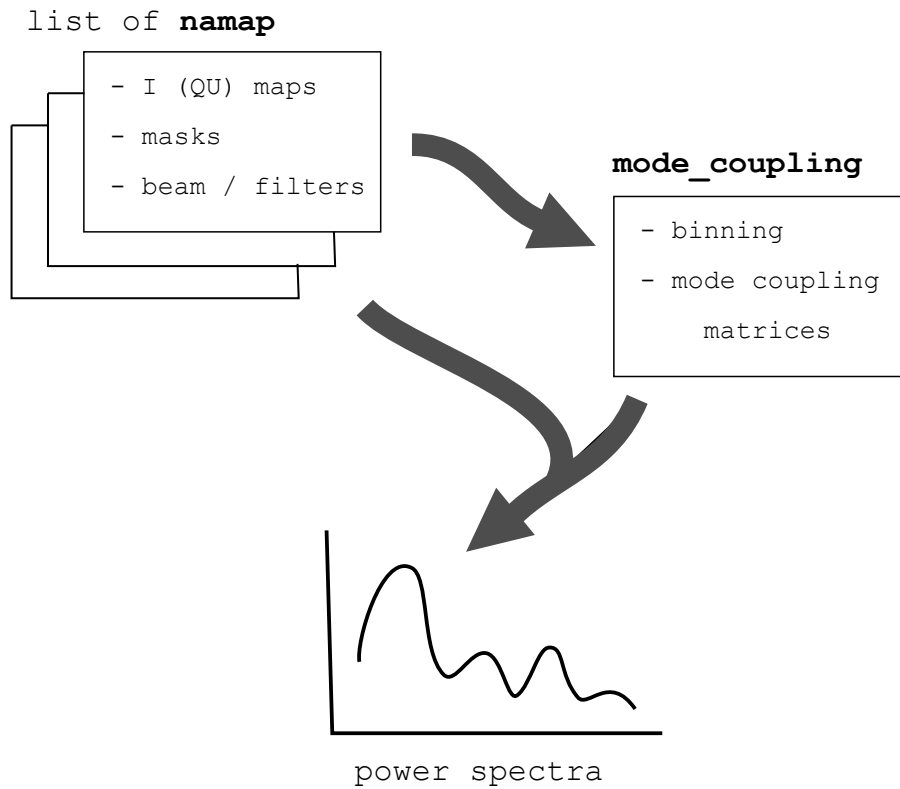 list of namap
- I (QU) maps
- masks
- beam / filters
mode_coupling
- binning
- mode coupling
matrices
power spectra